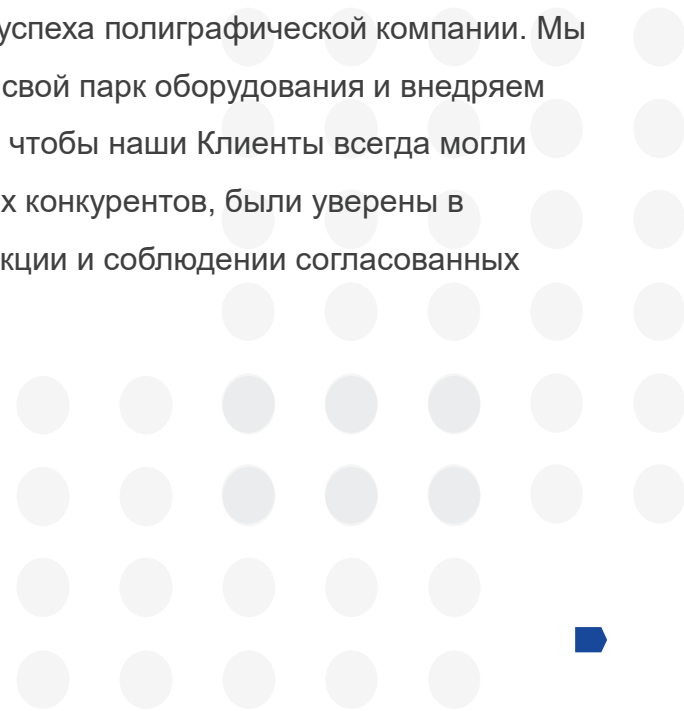 успеха полиграфической компании. Мы
свой парк оборудования и внедряем
чтобы наши Клиенты всегда могли
х конкурентов, были уверены в
кции и соблюдении согласованных